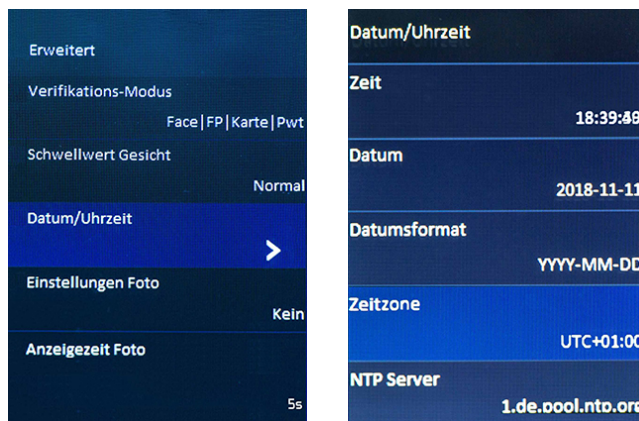 Erweitert
Verifikations-Modus
Face|FP|Karte|Pwt
Schwellwert Gesicht
Normal
Datum/Uhrzeit
Einstellungen Foto
Kein
Anzeigezeit Foto
5s
Datum/Uhrzeit
Zeit
Datum
2018-11-11
Datumsformat
YYYY-MM-DD
Zeitzone
UTC+01:00
NTP Server
1.de.pool.ntp.org